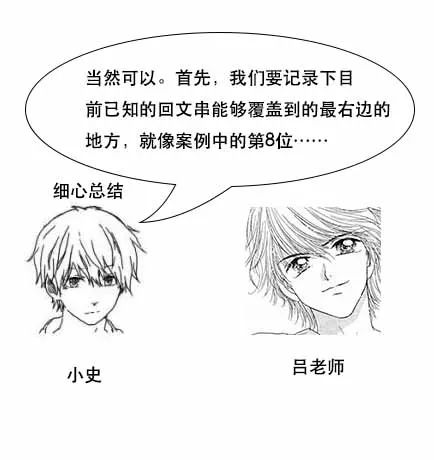 当然可以。首先，我们要记录下目
前已知的回文串能够覆盖到的最右边的
地方，就像案例中的第8位……
细心总结
小史
吕老师